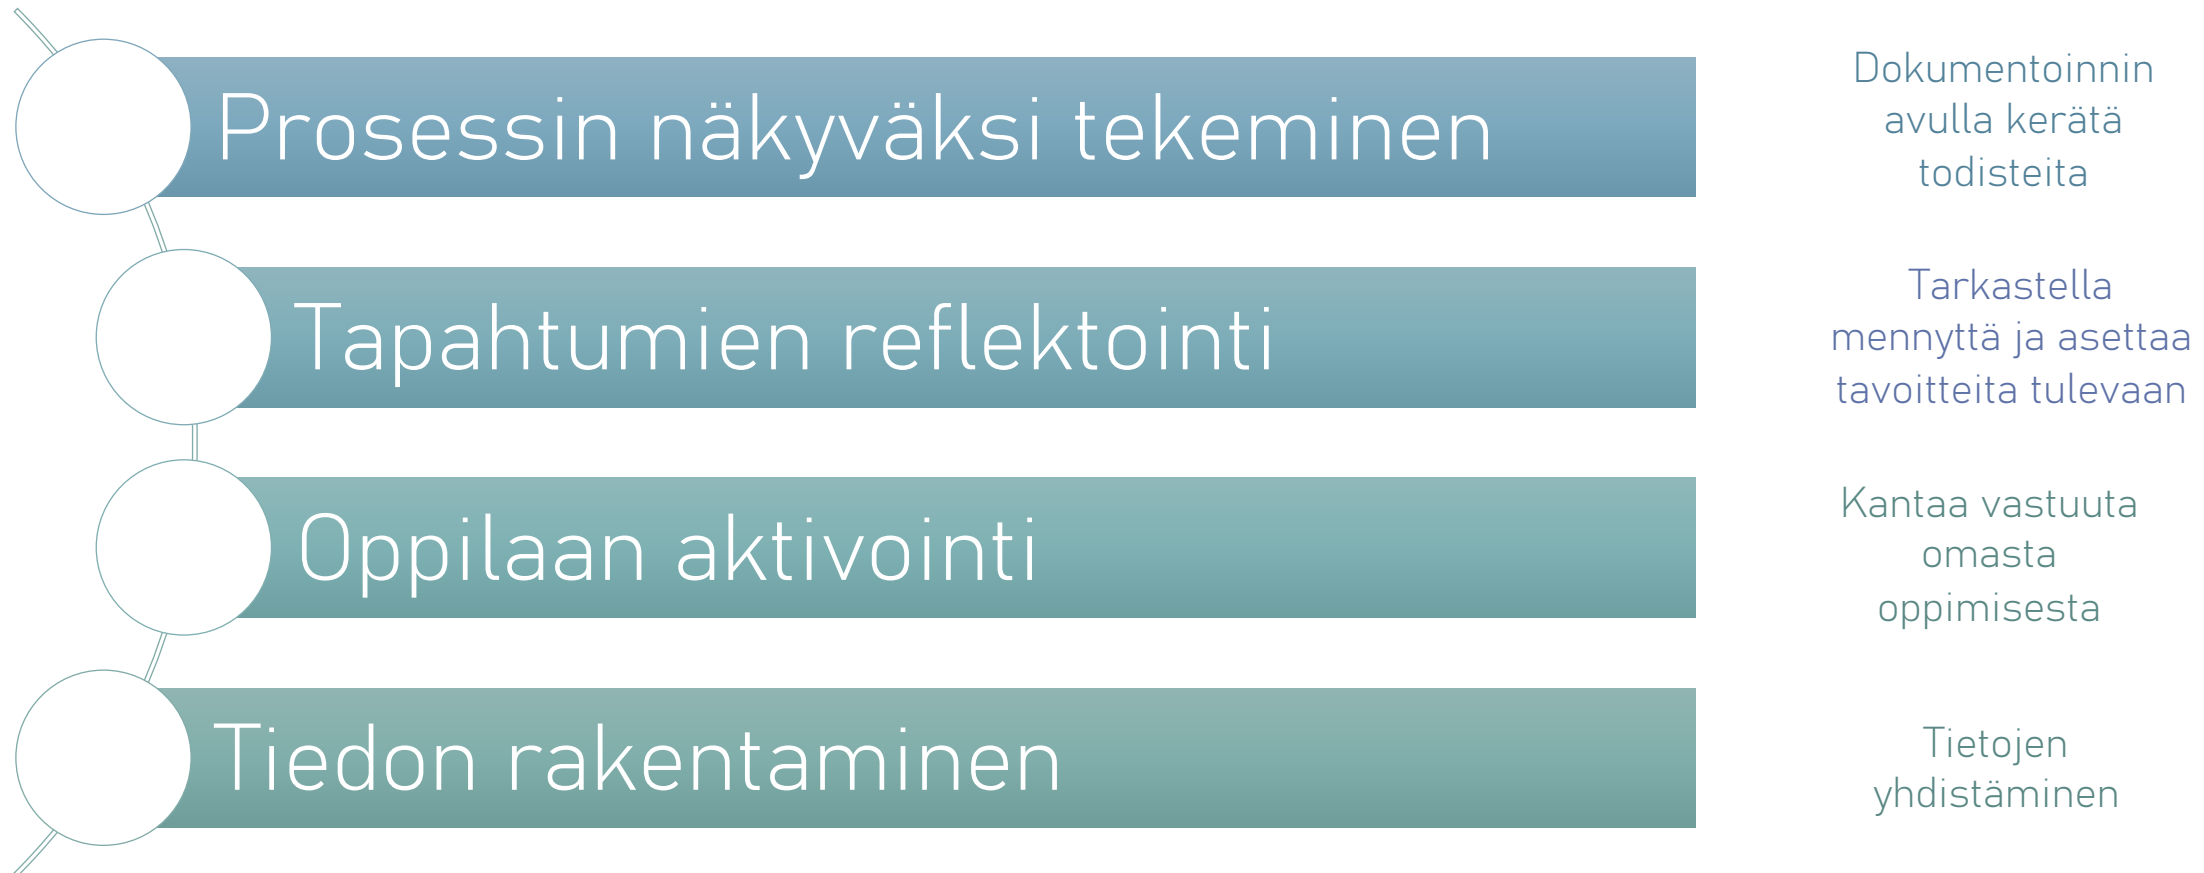 Prosessin näkyväksi tekeminen
Dokumentoinnin
avulla kerätä
todisteita
Tapahtumien reflektointi
Tarkastella
mennyttä ja asettaa
tavoitteita tulevaan
Oppilaan aktivointi
Kantaa vastuuta
omasta
oppimisesta
Tiedon rakentaminen
Tietojen
yhdistäminen